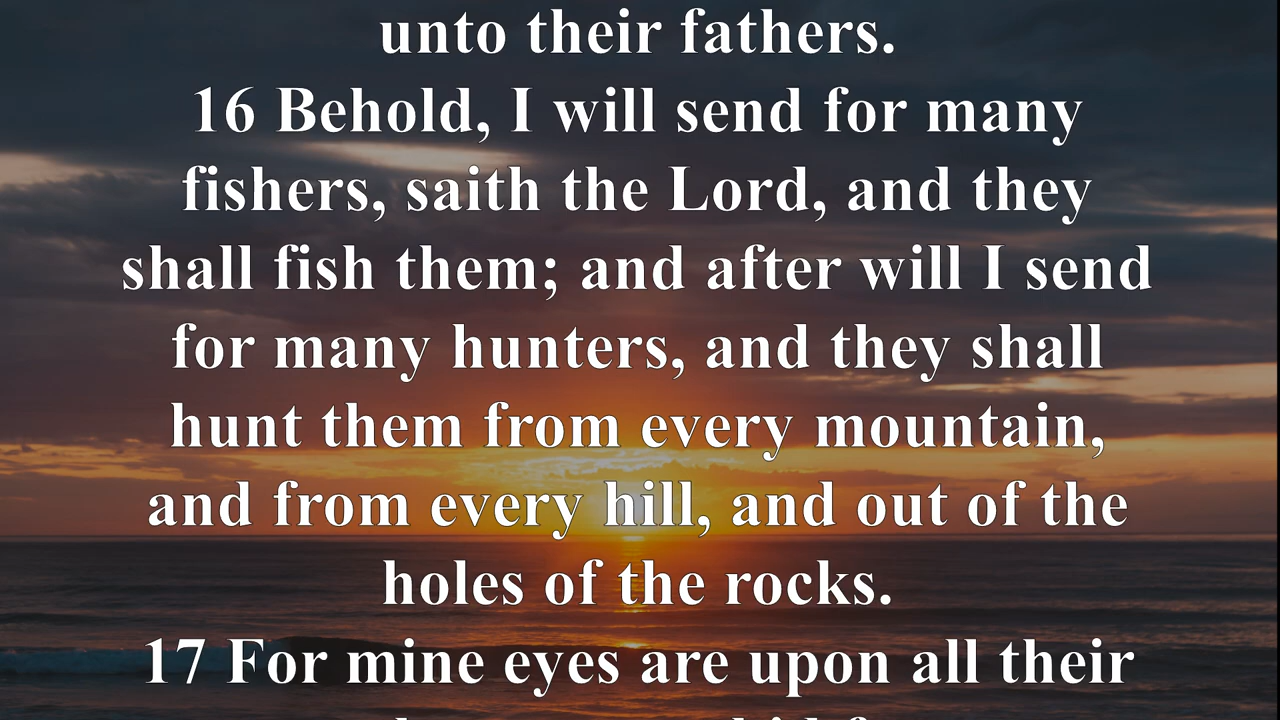 unto their fathers.
16 Behold, I will send for many
fishers, saith the Lord, and they
shall fish them; and after will I send
for many hunters, and they shall
hunt them from every mountain,
and from every hill, and out of the
holes of the rocks.
17 For mine eyes are upon all their